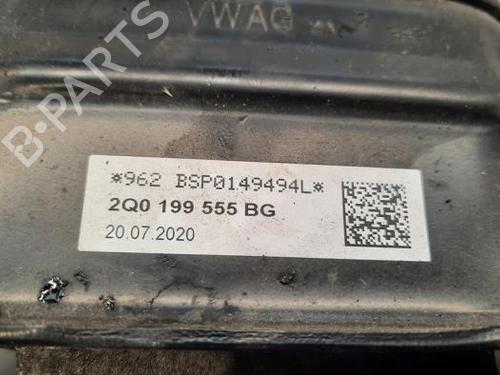 VWAG
B-PARTS
*962 BSP0149494L*
2Q0 199 555 BG
20.07.2020